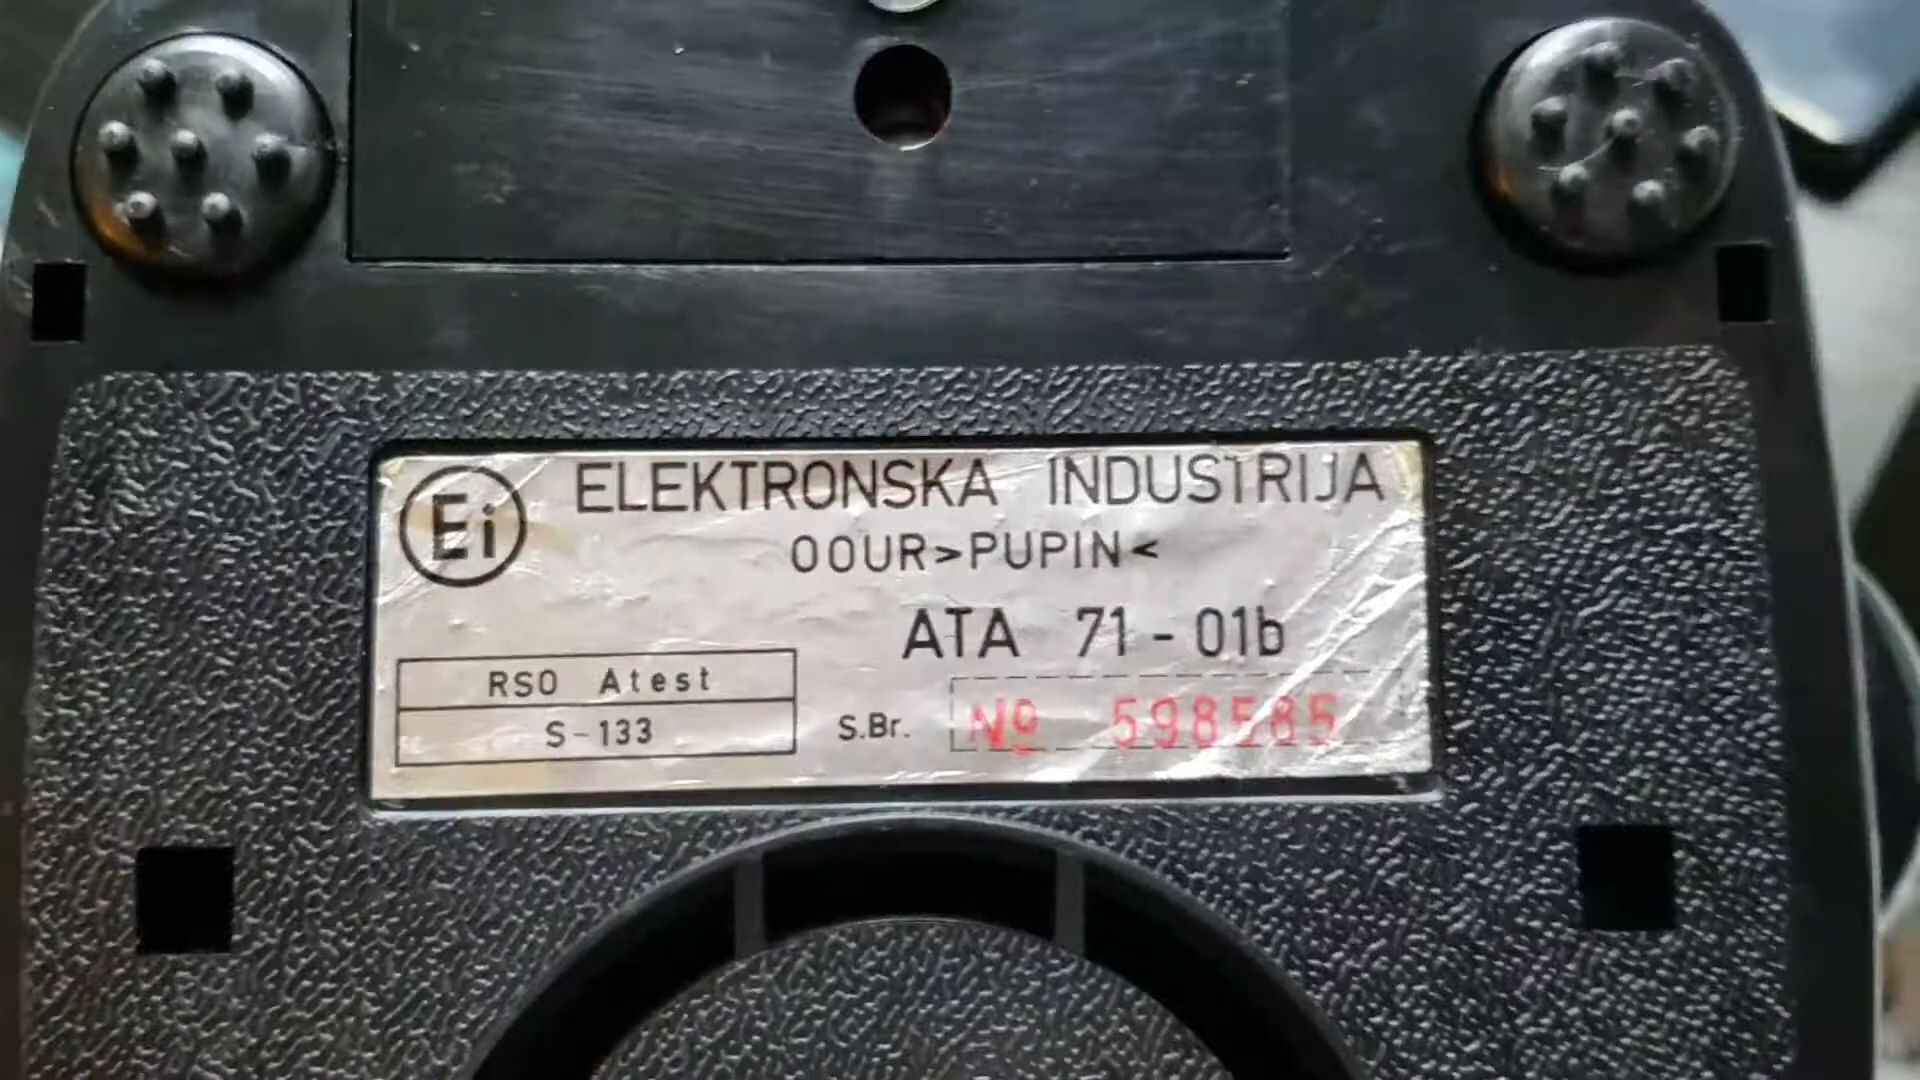 Ei ELEKTRONSKA INDUSTRIJA
OOUR>PUPIN<
ATA 71-01b
RSO Atest
S-133
S.Br. Nº 598585